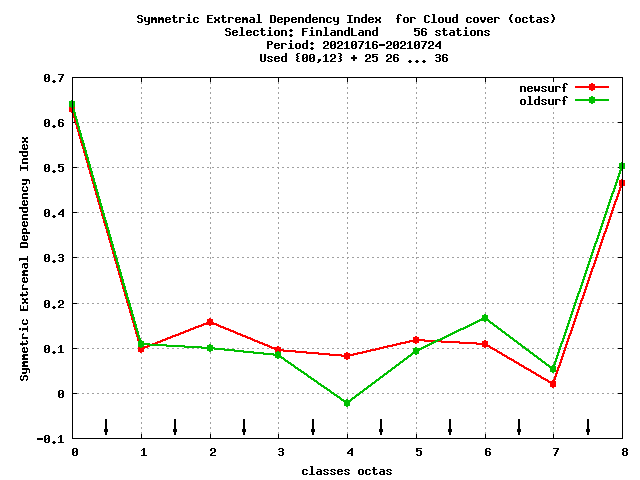 Symmetric Extremal Dependency Index  for Cloud cover (octas)
Selection: FinlandLand     56 stations
Period: 20210716-20210724
Used {00,12} + 25 26 ... 36
newsurf
oldsurf
Symmetric Extremal Dependency Index
0.7
0.6
0.5
0.4
0.3
0.2
0.1
0
-0.1
0 1 2 3 4 5 6 7 8
classes octas